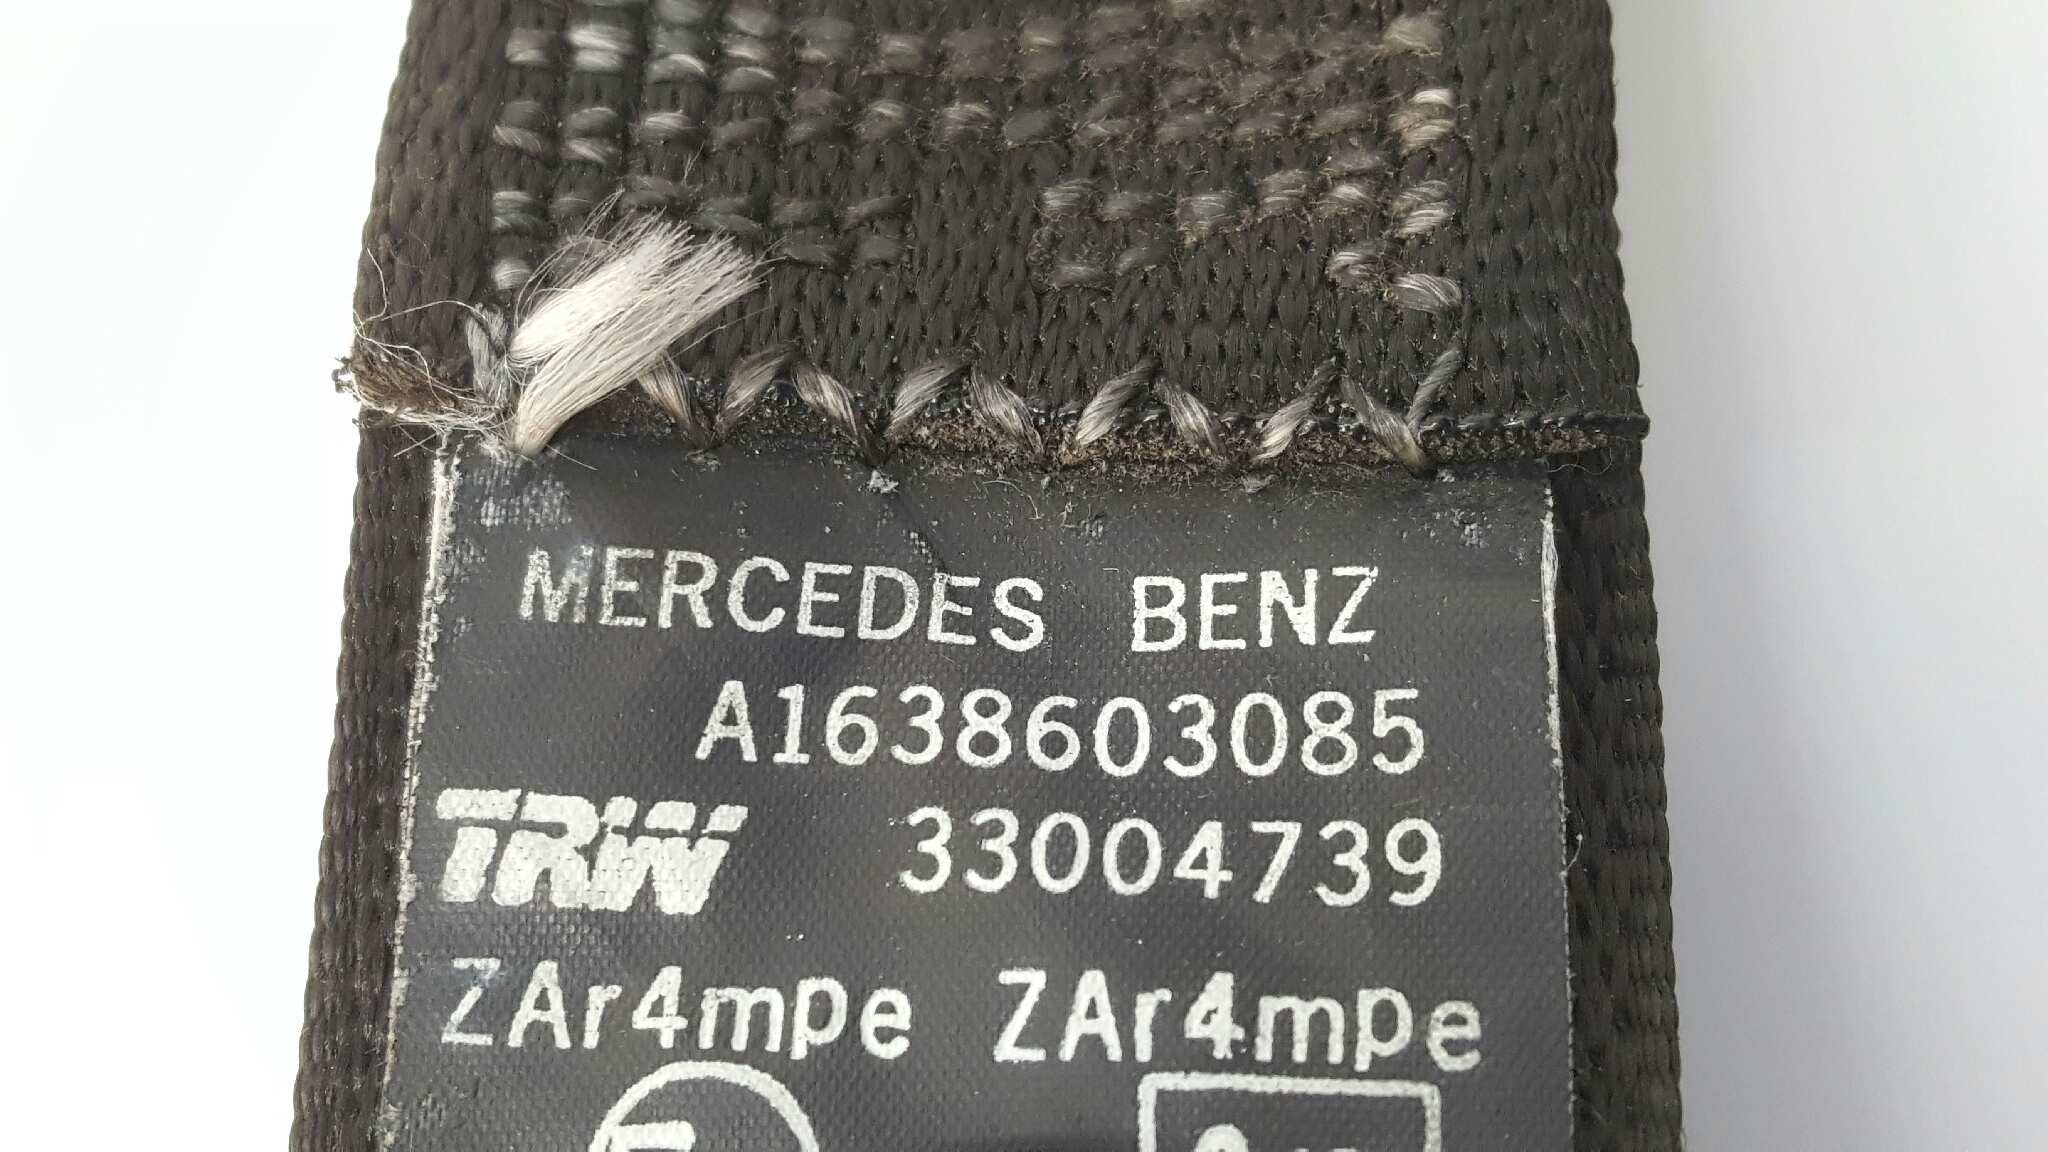 MERCEDES BENZ
A1638603085
TRW 33004739
ZAr4mpe ZAr4mpe